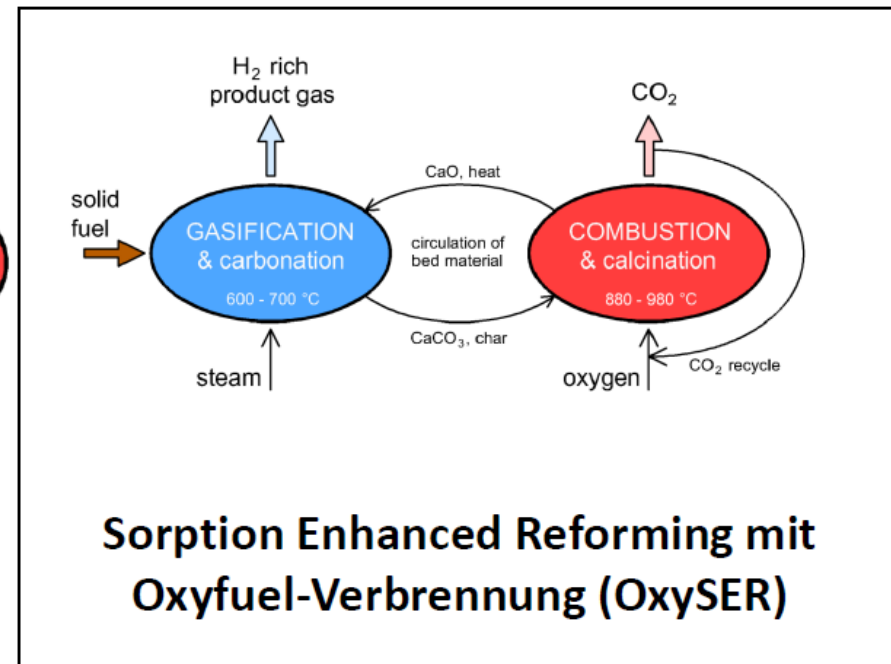 H₂ rich
product gas
CO₂
CaO, heat
solid
fuel
GASIFICATION
& carbonation
600 - 700 °C
circulation of
bed material
COMBUSTION
& calcination
880 - 980 °C
CaCO₃, char
steam
oxygen
CO₂ recycle
Sorption Enhanced Reforming mit
Oxyfuel-Verbrennung (OxySER)